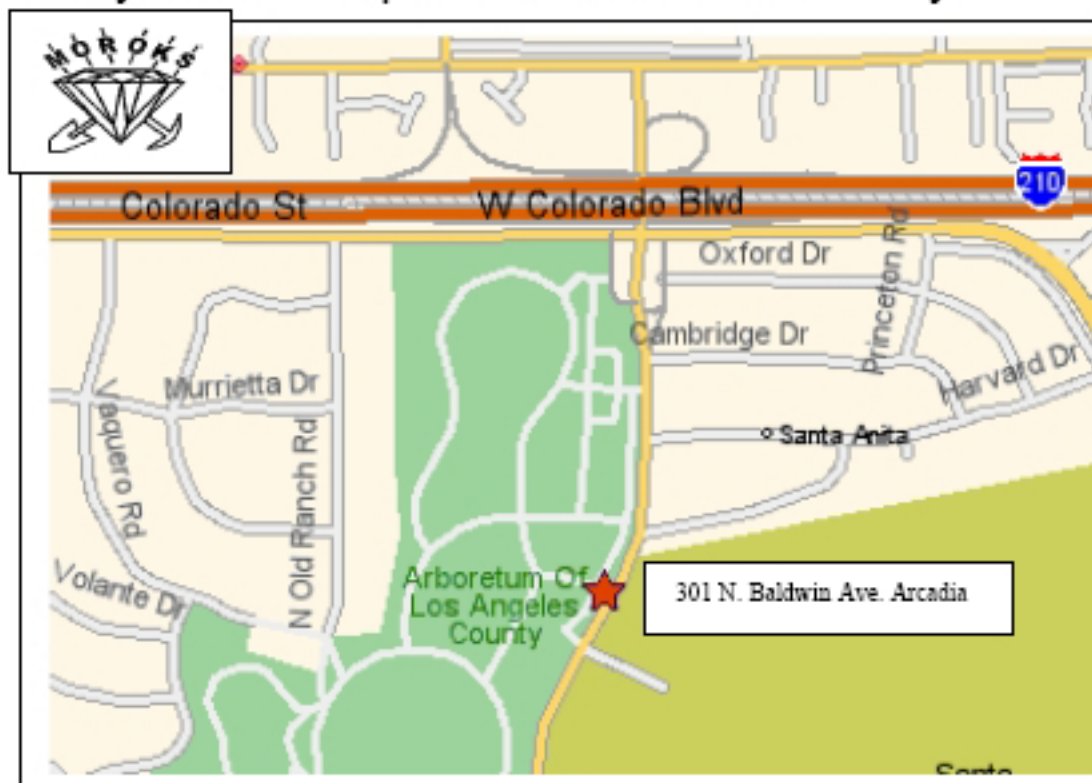 MOROKS
210
Colorado St
W Colorado Blvd
Oxford Dr
Princeton Rd
Cambridge Dr
Harvard Dr
Murrietta Dr
Vaquero Rd
N Old Ranch Rd
Santa Anita
Volante Dr
Arboretum Of
Los Angeles
County
301 N. Baldwin Ave. Arcadia